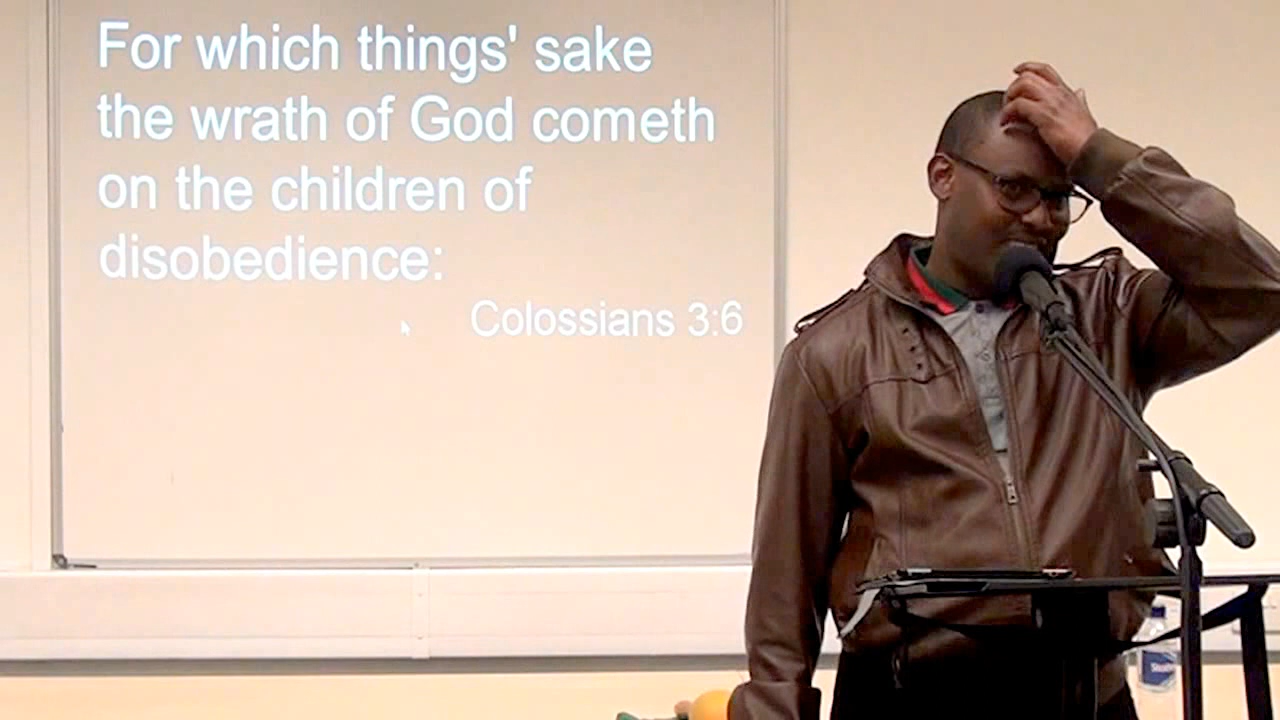 For which things' sake
the wrath of God cometh
on the children of
disobedience:
Colossians 3:6